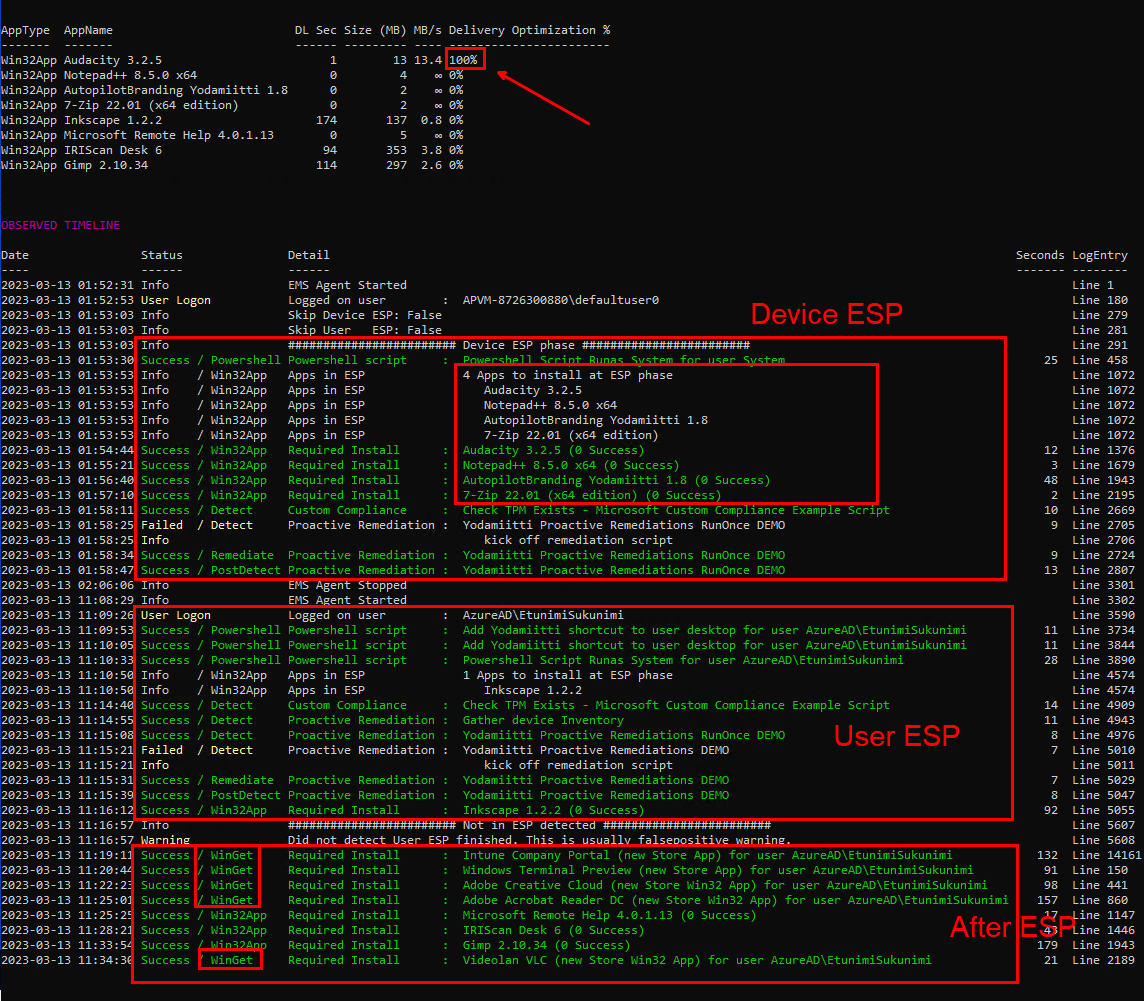 AppType AppName DL Sec Size (MB) MB/s Delivery Optimization %
------- ------- ------ --------- ---- -----------------------
Win32App Audacity 3.2.5 1 13 13.4 100%
Win32App Notepad++ 8.5.0 x64 0 4 ∞ 0%
Win32App AutopilotBranding Yodamiitti 1.8 0 2 ∞ 0%
Win32App 7-Zip 22.01 (x64 edition) 0 2 ∞ 0%
Win32App Inkscape 1.2.2 174 137 0.8 0%
Win32App Microsoft Remote Help 4.0.1.13 0 5 ∞ 0%
Win32App IRIScan Desk 6 94 353 3.8 0%
Win32App Gimp 2.10.34 114 297 2.6 0%
OBSERVED TIMELINE
Date Status Detail Seconds LogEntry
---- ------ ------ ------- --------
2023-03-13 01:52:31 Info EMS Agent Started Line 1
2023-03-13 01:52:53 User Logon Logged on user : APVM-8726300880\defaultuser0 Line 180
2023-03-13 01:53:03 Info Skip Device ESP: False Line 279
2023-03-13 01:53:03 Info Skip User ESP: False Line 281
Device ESP
2023-03-13 01:53:03 Info ######################## Device ESP phase ######################## Line 291
2023-03-13 01:53:30 Success / Powershell Powershell script : Powershell Script Runas System for user System 25 Line 458
2023-03-13 01:53:53 Info / Win32App Apps in ESP 4 Apps to install at ESP phase Line 1072
2023-03-13 01:53:53 Info / Win32App Apps in ESP Audacity 3.2.5 Line 1072
2023-03-13 01:53:53 Info / Win32App Apps in ESP Notepad++ 8.5.0 x64 Line 1072
2023-03-13 01:53:53 Info / Win32App Apps in ESP AutopilotBranding Yodamiitti 1.8 Line 1072
2023-03-13 01:53:53 Info / Win32App Apps in ESP 7-Zip 22.01 (x64 edition) Line 1072
2023-03-13 01:54:44 Success / Win32App Required Install : Audacity 3.2.5 (0 Success) 12 Line 1376
2023-03-13 01:55:21 Success / Win32App Required Install : Notepad++ 8.5.0 x64 (0 Success) 3 Line 1679
2023-03-13 01:56:40 Success / Win32App Required Install : AutopilotBranding Yodamiitti 1.8 (0 Success) 48 Line 1943
2023-03-13 01:57:10 Success / Win32App Required Install : 7-Zip 22.01 (x64 edition) (0 Success) 2 Line 2195
2023-03-13 01:58:11 Success / Detect Custom Compliance : Check TPM Exists - Microsoft Custom Compliance Example Script 10 Line 2669
2023-03-13 01:58:25 Failed / Detect Proactive Remediation : Yodamiitti Proactive Remediations RunOnce DEMO 9 Line 2705
2023-03-13 01:58:25 Info kick off remediation script Line 2706
2023-03-13 01:58:34 Success / Remediate Proactive Remediation : Yodamiitti Proactive Remediations RunOnce DEMO 9 Line 2724
2023-03-13 01:58:47 Success / PostDetect Proactive Remediation : Yodamiitti Proactive Remediations RunOnce DEMO 13 Line 2807
2023-03-13 02:06:06 Info EMS Agent Stopped Line 3301
2023-03-13 11:08:29 Info EMS Agent Started Line 3302
2023-03-13 11:09:26 User Logon Logged on user : AzureAD\EtunimiSukunimi Line 3590
2023-03-13 11:09:53 Success / Powershell Powershell script : Add Yodamiitti shortcut to user desktop for user AzureAD\EtunimiSukunimi 11 Line 3734
2023-03-13 11:10:05 Success / Powershell Powershell script : Add Yodamiitti shortcut to user desktop for user AzureAD\EtunimiSukunimi 11 Line 3844
2023-03-13 11:10:33 Success / Powershell Powershell script : Powershell Script Runas System for user AzureAD\EtunimiSukunimi 28 Line 3890
2023-03-13 11:10:50 Info / Win32App Apps in ESP 1 Apps to install at ESP phase Line 4574
2023-03-13 11:10:50 Info / Win32App Apps in ESP Inkscape 1.2.2 Line 4574
2023-03-13 11:14:40 Success / Detect Custom Compliance : Check TPM Exists - Microsoft Custom Compliance Example Script 14 Line 4909
2023-03-13 11:14:55 Success / Detect Proactive Remediation : Gather device Inventory 11 Line 4943
2023-03-13 11:15:08 Success / Detect Proactive Remediation : Yodamiitti Proactive Remediations RunOnce DEMO 8 Line 4976
User ESP
2023-03-13 11:15:21 Failed / Detect Proactive Remediation : Yodamiitti Proactive Remediations DEMO 7 Line 5010
2023-03-13 11:15:21 Info kick off remediation script Line 5011
2023-03-13 11:15:31 Success / Remediate Proactive Remediation : Yodamiitti Proactive Remediations DEMO 7 Line 5029
2023-03-13 11:15:39 Success / PostDetect Proactive Remediation : Yodamiitti Proactive Remediations DEMO 8 Line 5047
2023-03-13 11:16:12 Success / Win32App Required Install : Inkscape 1.2.2 (0 Success) 92 Line 5055
2023-03-13 11:16:57 Info ######################## Not in ESP detected ######################## Line 5607
2023-03-13 11:16:57 Warning Did not detect User ESP finished. This is usually falsepositive warning. Line 5608
2023-03-13 11:19:11 Success / WinGet Required Install : Intune Company Portal (new Store App) for user AzureAD\EtunimiSukunimi 132 Line 14161
2023-03-13 11:20:44 Success / WinGet Required Install : Windows Terminal Preview (new Store App) for user AzureAD\EtunimiSukunimi 91 Line 150
2023-03-13 11:22:23 Success / WinGet Required Install : Adobe Creative Cloud (new Store Win32 App) for user AzureAD\EtunimiSukunimi 98 Line 441
2023-03-13 11:25:01 Success / WinGet Required Install : Adobe Acrobat Reader DC (new Store Win32 App) for user AzureAD\EtunimiSukunimi 157 Line 860
2023-03-13 11:25:25 Success / Win32App Required Install : Microsoft Remote Help 4.0.1.13 (0 Success) 17 Line 1147
After ESP
2023-03-13 11:28:21 Success / Win32App Required Install : IRIScan Desk 6 (0 Success) 43 Line 1446
2023-03-13 11:33:54 Success / Win32App Required Install : Gimp 2.10.34 (0 Success) 179 Line 1943
2023-03-13 11:34:30 Success / WinGet Required Install : Videolan VLC (new Store Win32 App) for user AzureAD\EtunimiSukunimi 21 Line 2189